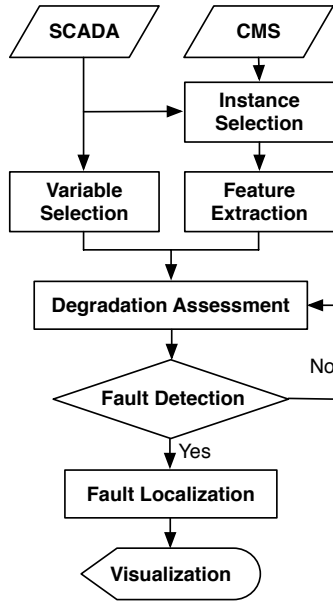 SCADA
CMS
Instance
Selection
Variable
Selection
Feature
Extraction
Degradation Assessment
Fault Detection
No
Yes
Fault Localization
Visualization